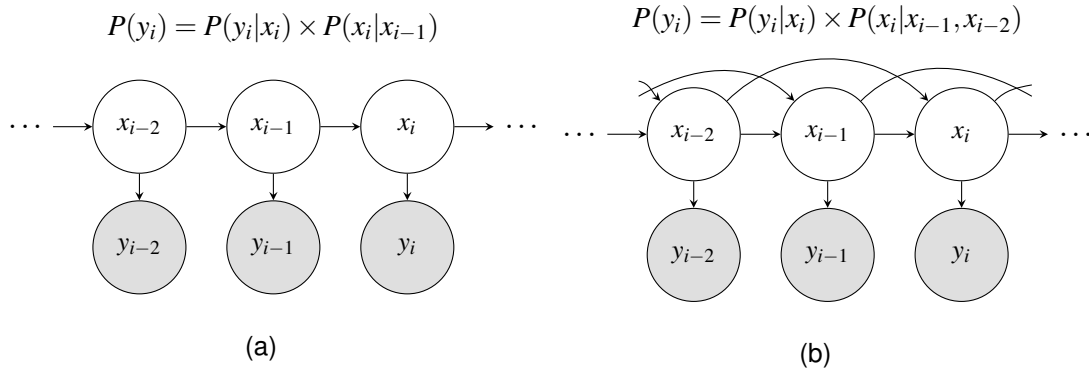 P(y_i) = P(y_i|x_i) × P(x_i|x_{i−1})
⋯ x_{i−2} x_{i−1} x_i ⋯
y_{i−2} y_{i−1} y_i
(a)
P(y_i) = P(y_i|x_i) × P(x_i|x_{i−1}, x_{i−2})
⋯ x_{i−2} x_{i−1} x_i ⋯
y_{i−2} y_{i−1} y_i
(b)